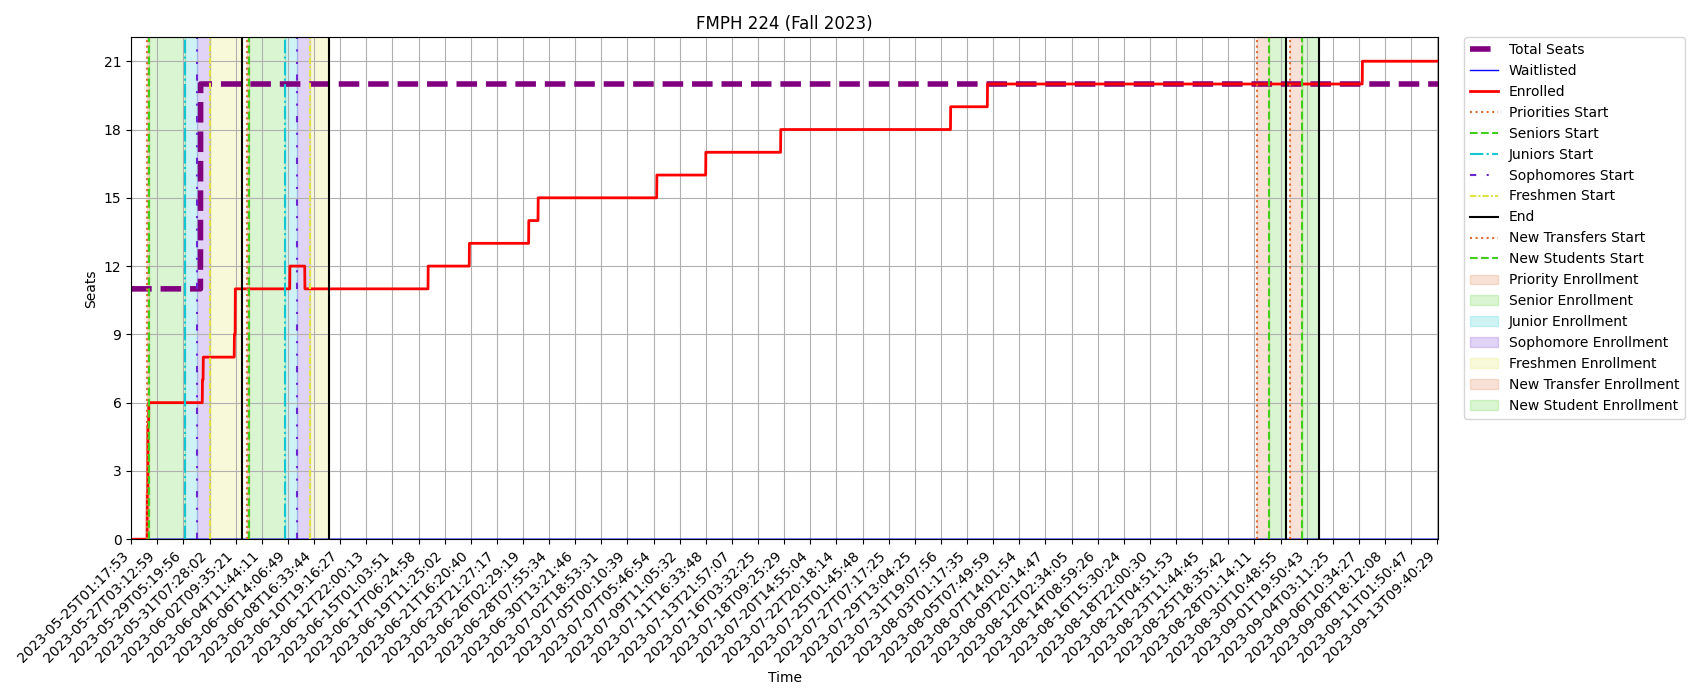 FMPH 224 (Fall 2023)
Seats
21
18
15
12
9
6
3
0
2023-05-25T01:17:53
2023-05-27T03:12:59
2023-05-29T05:19:56
2023-05-31T07:28:02
2023-06-02T09:35:21
2023-06-04T11:44:11
2023-06-06T14:06:49
2023-06-08T16:33:44
2023-06-10T19:16:27
2023-06-12T22:00:13
2023-06-15T01:03:51
2023-06-17T06:24:58
2023-06-19T11:25:02
2023-06-21T16:20:40
2023-06-23T21:27:17
2023-06-26T02:29:19
2023-06-28T07:55:34
2023-06-30T13:21:46
2023-07-02T18:53:31
2023-07-05T00:10:39
2023-07-07T05:46:54
2023-07-09T11:05:32
2023-07-11T16:33:48
2023-07-13T21:57:07
2023-07-16T03:32:25
2023-07-18T09:25:29
2023-07-20T14:55:04
2023-07-22T20:18:14
2023-07-25T01:45:48
2023-07-27T07:17:25
2023-07-29T13:04:25
2023-07-31T19:07:56
2023-08-03T01:17:35
2023-08-05T07:49:59
2023-08-07T14:01:54
2023-08-09T20:14:47
2023-08-12T02:34:05
2023-08-14T08:59:26
2023-08-16T15:30:24
2023-08-18T22:00:30
2023-08-21T04:51:53
2023-08-23T11:44:45
2023-08-25T18:35:42
2023-08-28T01:14:11
2023-08-30T10:48:55
2023-09-01T19:50:43
2023-09-04T03:11:25
2023-09-06T10:34:27
2023-09-08T18:12:08
2023-09-11T01:50:47
2023-09-13T09:40:29
Time
Total Seats
Waitlisted
Enrolled
Priorities Start
Seniors Start
Juniors Start
Sophomores Start
Freshmen Start
End
New Transfers Start
New Students Start
Priority Enrollment
Senior Enrollment
Junior Enrollment
Sophomore Enrollment
Freshmen Enrollment
New Transfer Enrollment
New Student Enrollment